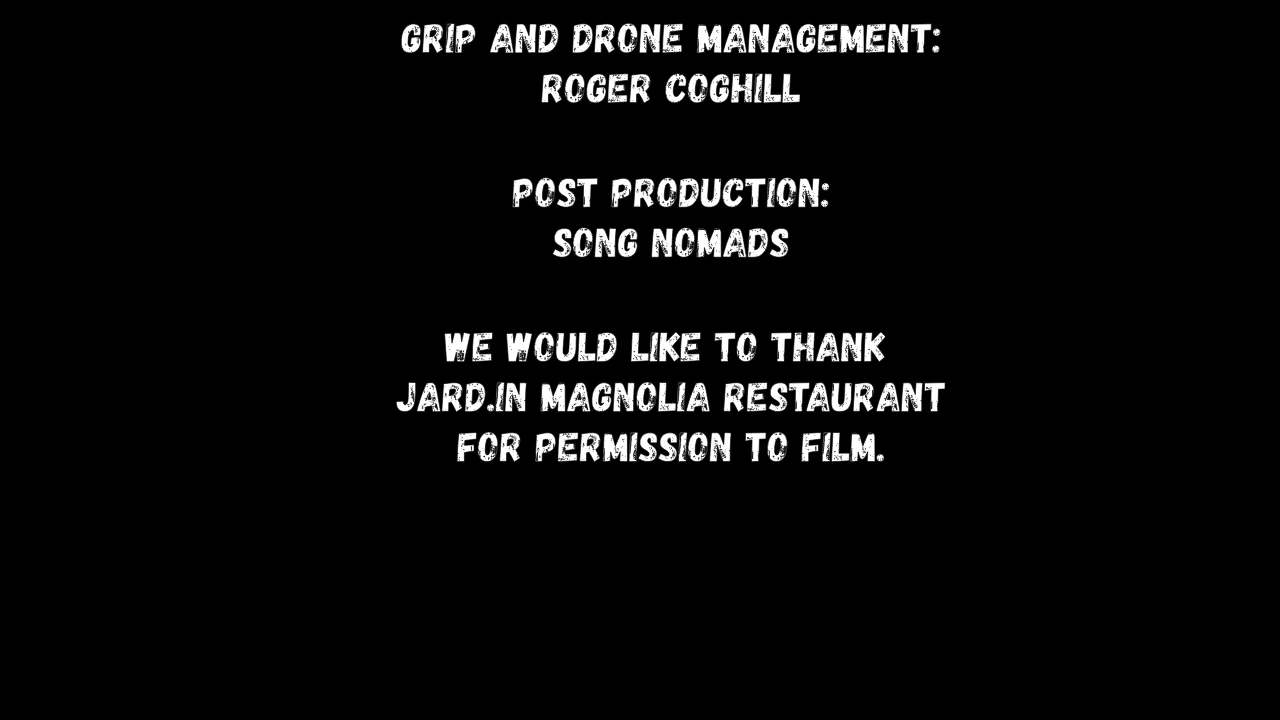 GRIP AND DRONE MANAGEMENT:
ROGER COGHILL
POST PRODUCTION:
SONG NOMADS
WE WOULD LIKE TO THANK
JARD.IN MAGNOLIA RESTAURANT
FOR PERMISSION TO FILM.